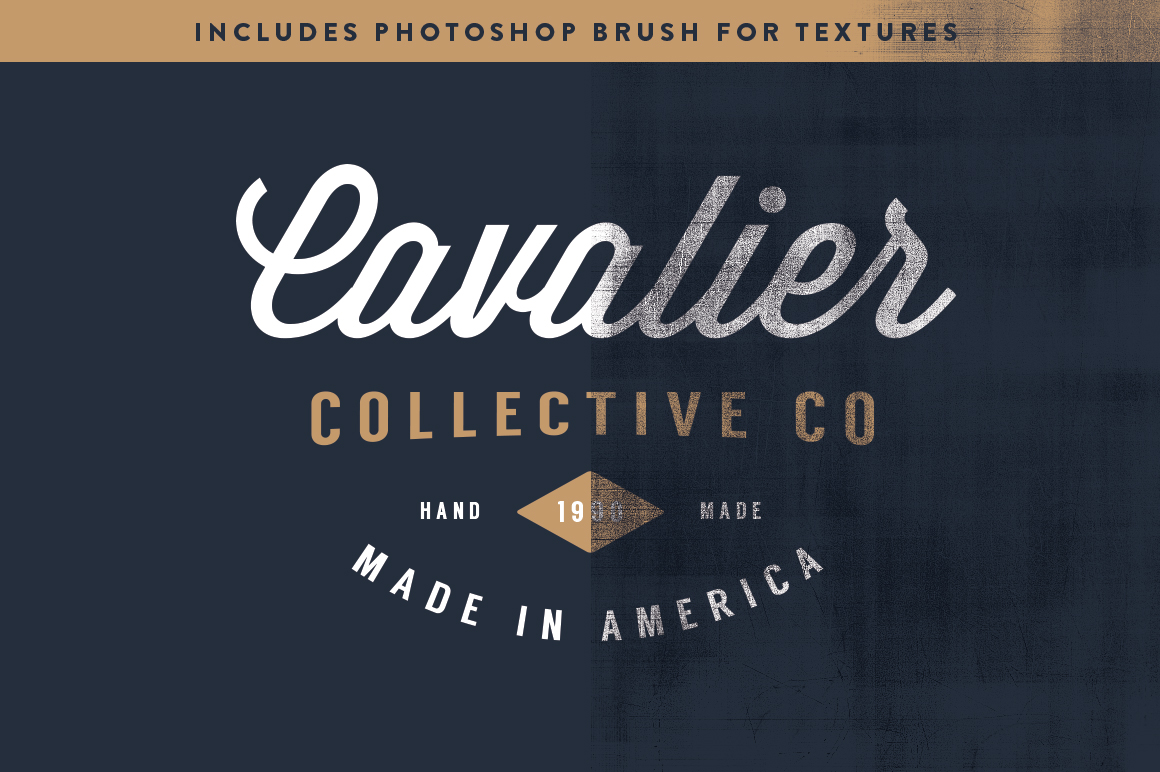 INCLUDES PHOTOSHOP BRUSH FOR TEXTURES
Cavalier
COLLECTIVE CO
HAND
MADE
MADE IN AMERICA